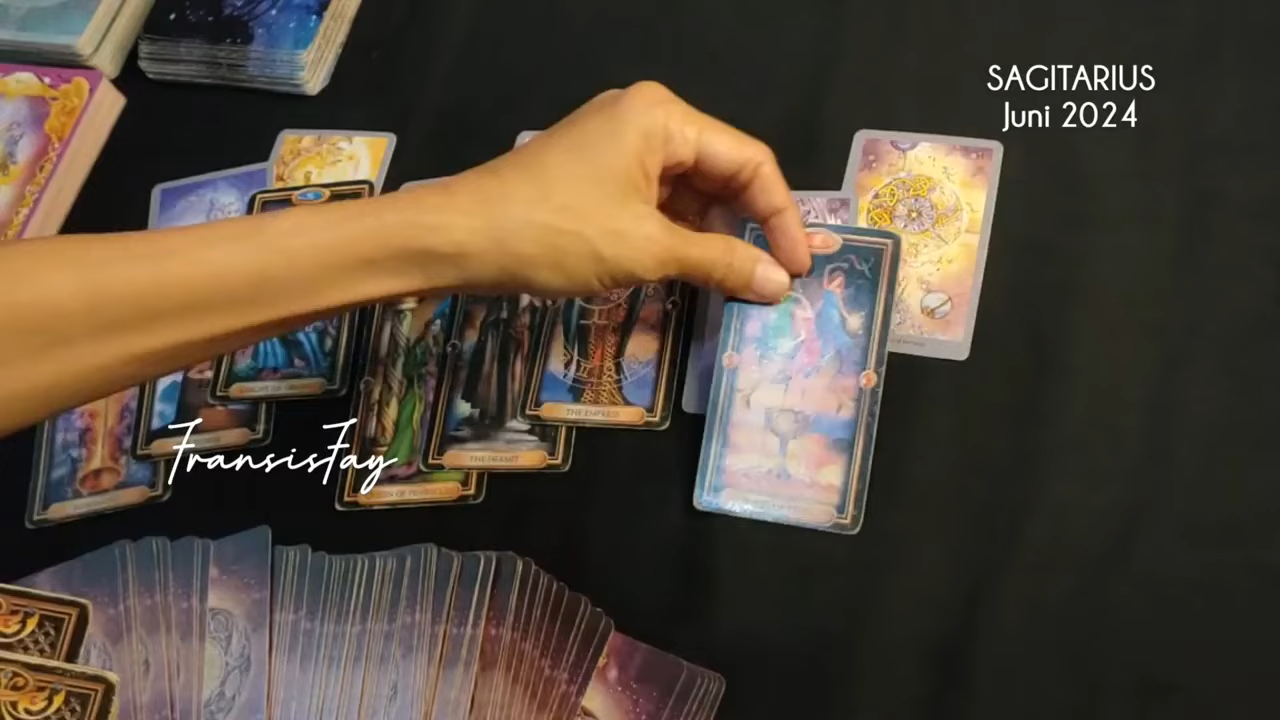 SAGITARIUS
Juni 2024
FransisFay
THE EMPRESS
THE HERMIT